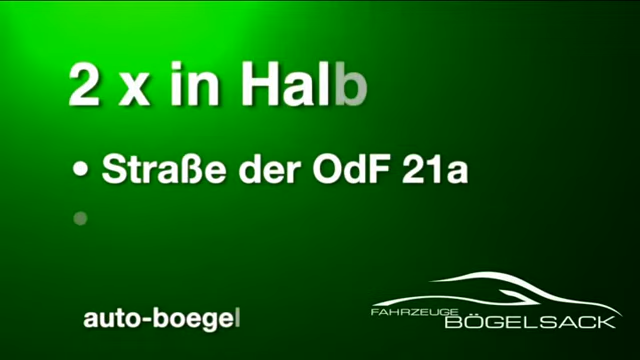 2 x in Halb
• Straße der OdF 21a
•
auto-boegel
FAHRZEUGE
BÖGELSACK